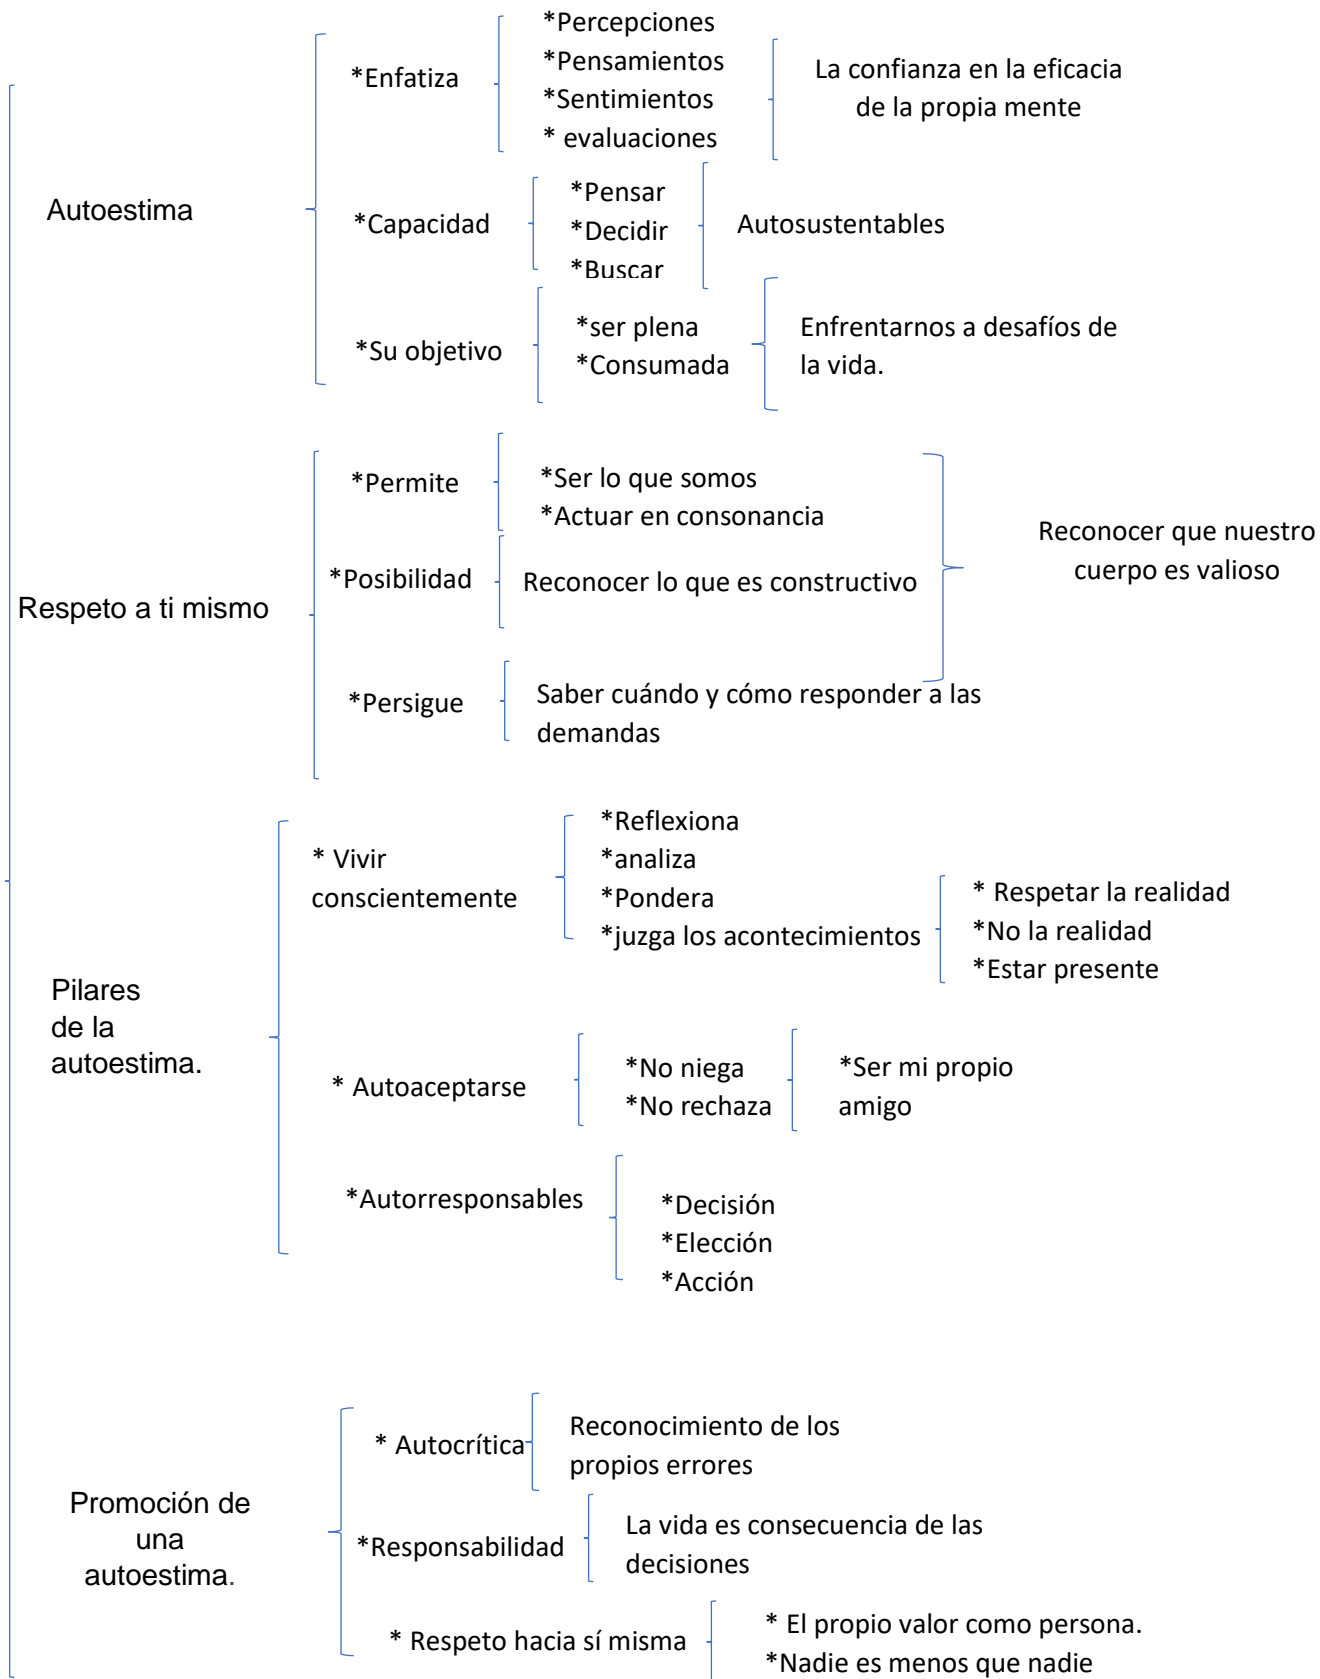 Autoestima
*Enfatiza
*Percepciones
*Pensamientos
*Sentimientos
* evaluaciones
La confianza en la eficacia
de la propia mente
*Capacidad
*Pensar
*Decidir
*Buscar
Autosustentables
*Su objetivo
*ser plena
*Consumada
Enfrentarnos a desafíos de
la vida.
Respeto a ti mismo
*Permite
*Ser lo que somos
*Actuar en consonancia
*Posibilidad
Reconocer lo que es constructivo
*Persigue
Saber cuándo y cómo responder a las
demandas
Reconocer que nuestro
cuerpo es valioso
Pilares
de la
autoestima.
* Vivir
conscientemente
*Reflexiona
*analiza
*Pondera
*juzga los acontecimientos
* Respetar la realidad
*No la realidad
*Estar presente
* Autoaceptarse
*No niega
*No rechaza
*Ser mi propio
amigo
*Autorresponsables
*Decisión
*Elección
*Acción
Promoción de
una
autoestima.
* Autocrítica
Reconocimiento de los
propios errores
*Responsabilidad
La vida es consecuencia de las
decisiones
* Respeto hacia sí misma
* El propio valor como persona.
*Nadie es menos que nadie